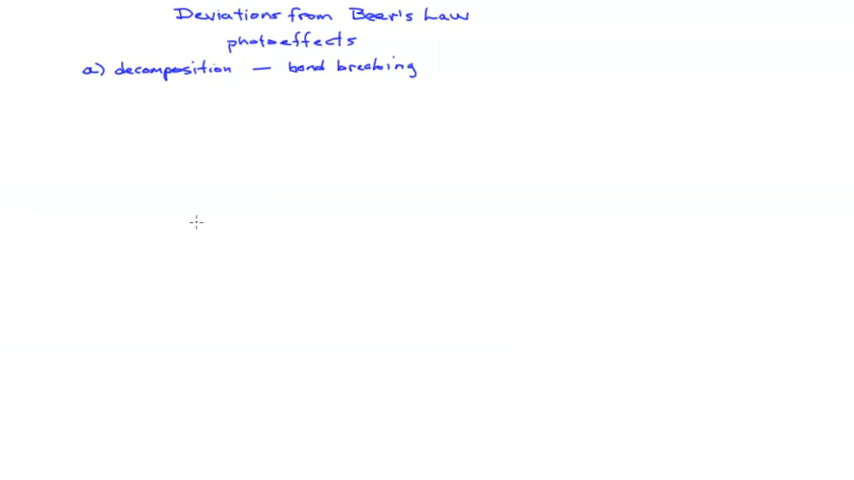 Deviations from Beer's Law
photoeffects
a) decomposition — bond breaking